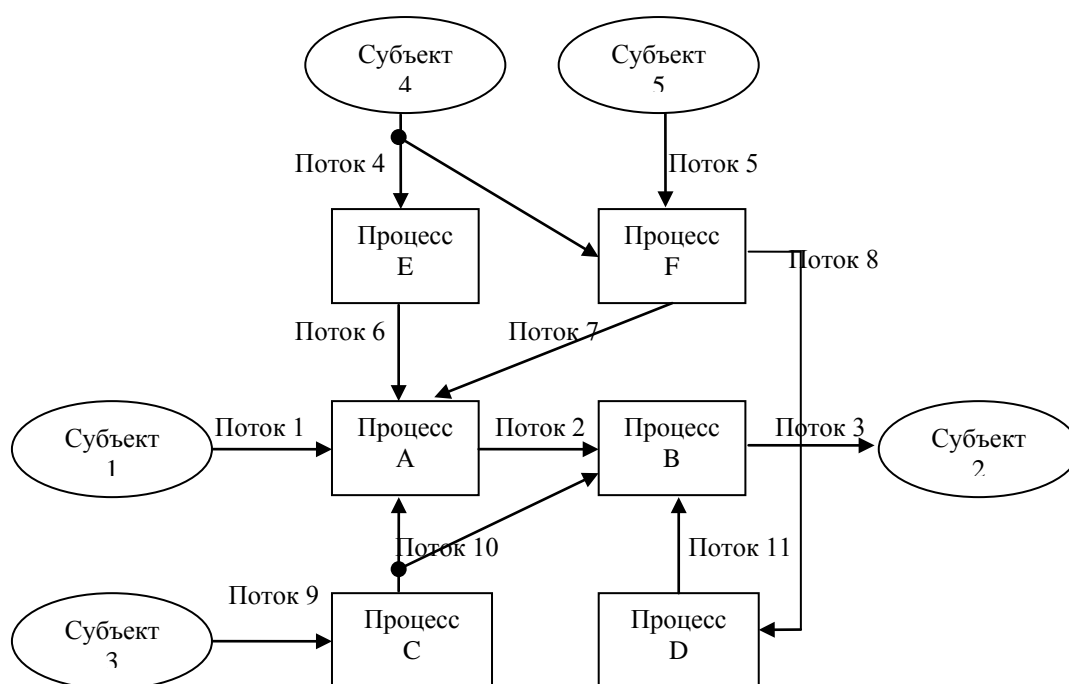 Субъект
4
Субъект
5
Поток 4
Поток 5
Процесс
E
Процесс
F
Поток 8
Поток 6
Поток 7
Субъект
1
Поток 1
Процесс
A
Поток 2
Процесс
B
Поток 3
Субъект
2
Поток 10
Поток 11
Субъект
3
Поток 9
Процесс
C
Процесс
D